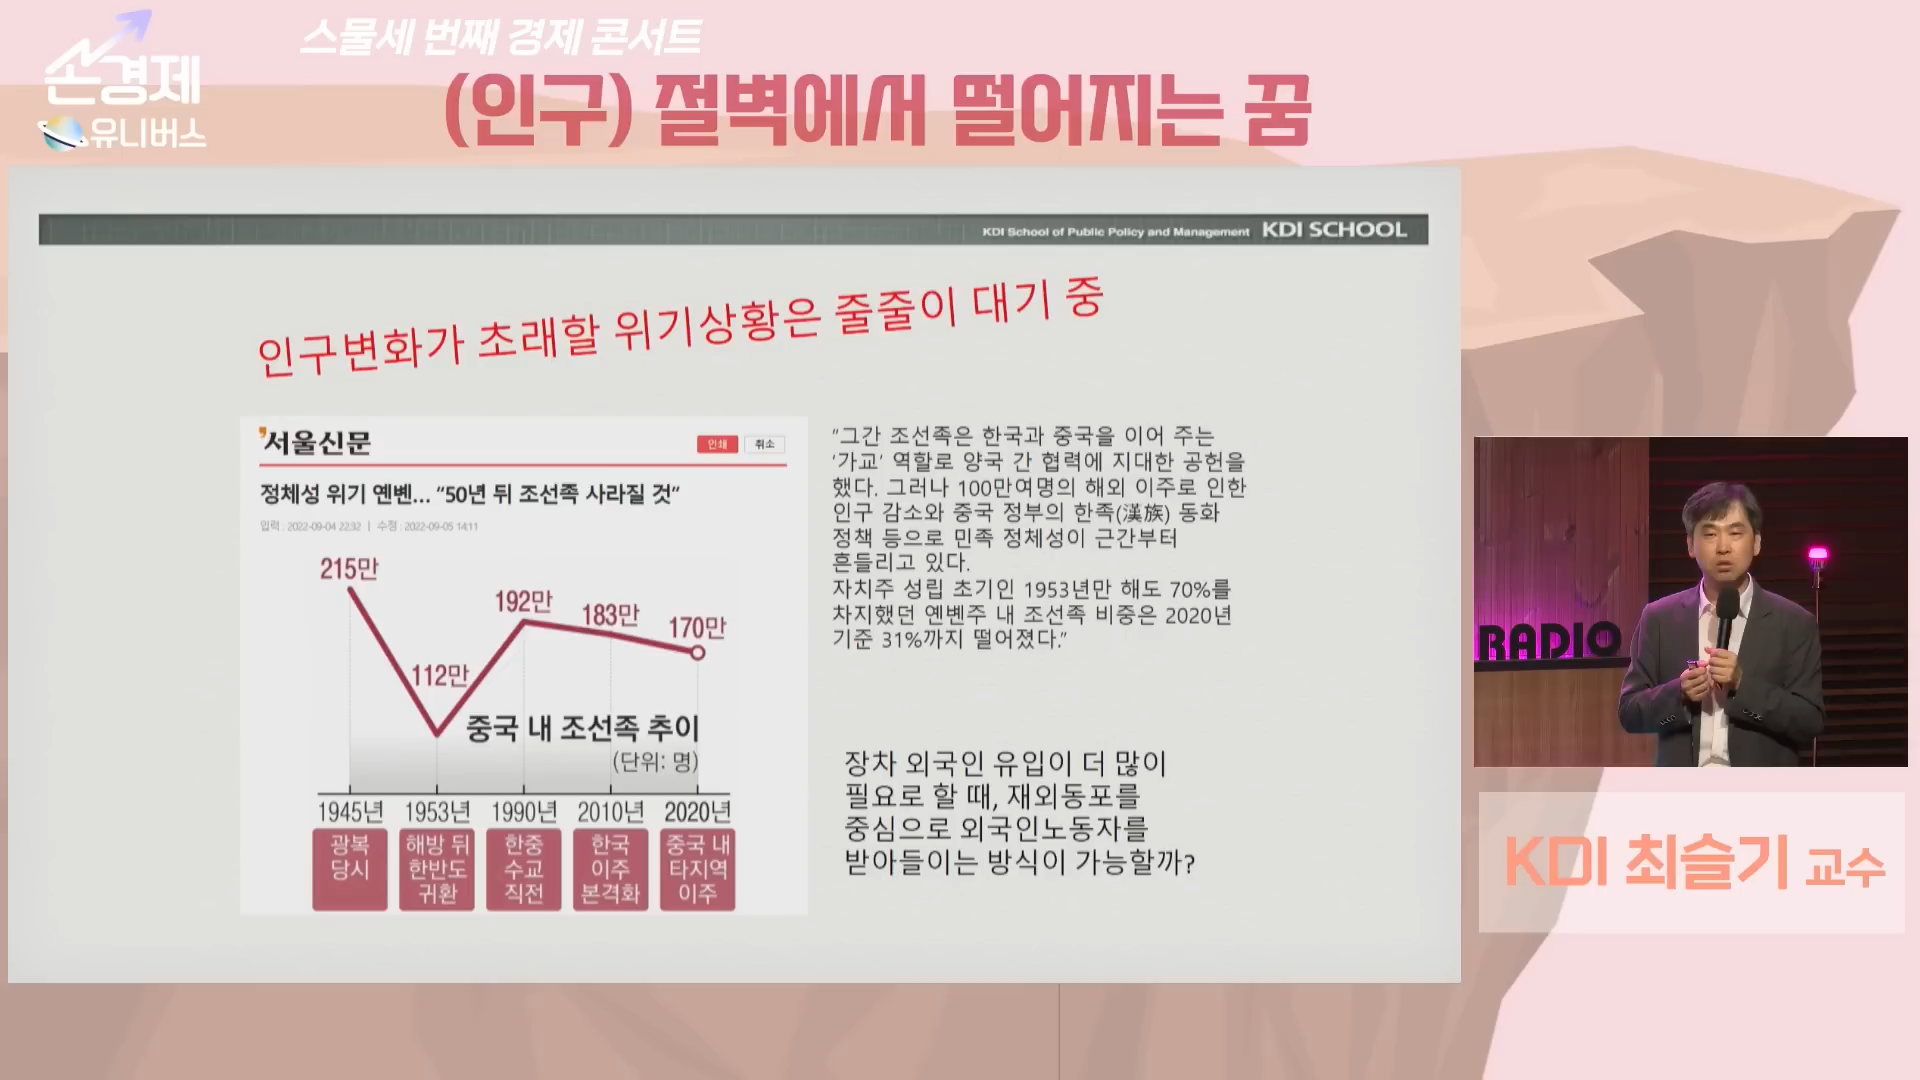 손경제
유니버스
스물세 번째 경제 콘서트
(인구) 절벽에서 떨어지는 꿈
KDI School of Public Policy and Management KDI SCHOOL
인구변화가 초래할 위기상황은 줄줄이 대기 중
서울신문
인쇄 취소
정체성 위기 옌볜... “50년 뒤 조선족 사라질 것”
입력 : 2022-09-04 22:32 | 수정 : 2022-09-05 14:11
215만
112만
192만
183만
170만
중국 내 조선족 추이
(단위: 명)
1945년 1953년 1990년 2010년 2020년
광복 당시
해방 뒤 한반도 귀환
한중 수교 직전
한국 이주 본격화
중국 내 타지역 이주
“그간 조선족은 한국과 중국을 이어 주는
‘가교’ 역할로 양국 간 협력에 지대한 공헌을
했다. 그러나 100만여명의 해외 이주로 인한
인구 감소와 중국 정부의 한족(漢族) 동화
정책 등으로 민족 정체성이 근간부터
흔들리고 있다.
자치주 성립 초기인 1953년만 해도 70%를
차지했던 옌볜주 내 조선족 비중은 2020년
기준 31%까지 떨어졌다.”
장차 외국인 유입이 더 많이
필요로 할 때, 재외동포를
중심으로 외국인노동자를
받아들이는 방식이 가능할까?
RADIO
KDI 최슬기 교수